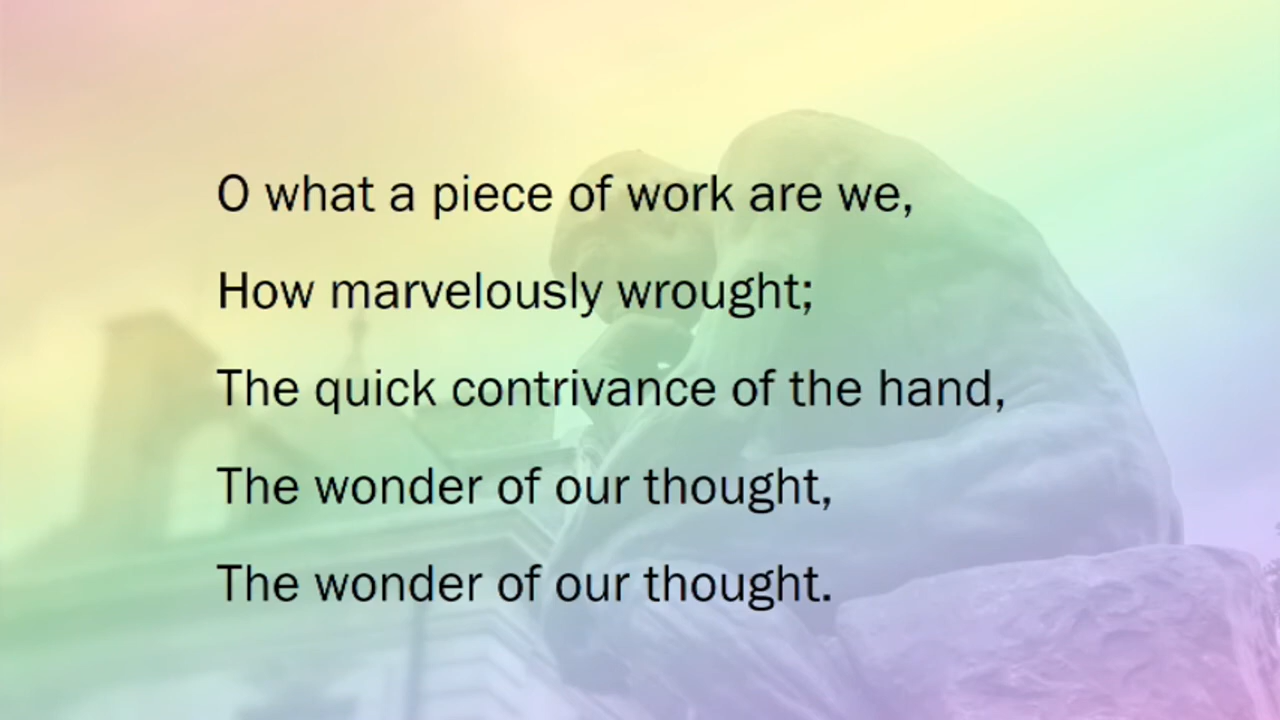 O what a piece of work are we,
How marvelously wrought;
The quick contrivance of the hand,
The wonder of our thought,
The wonder of our thought.